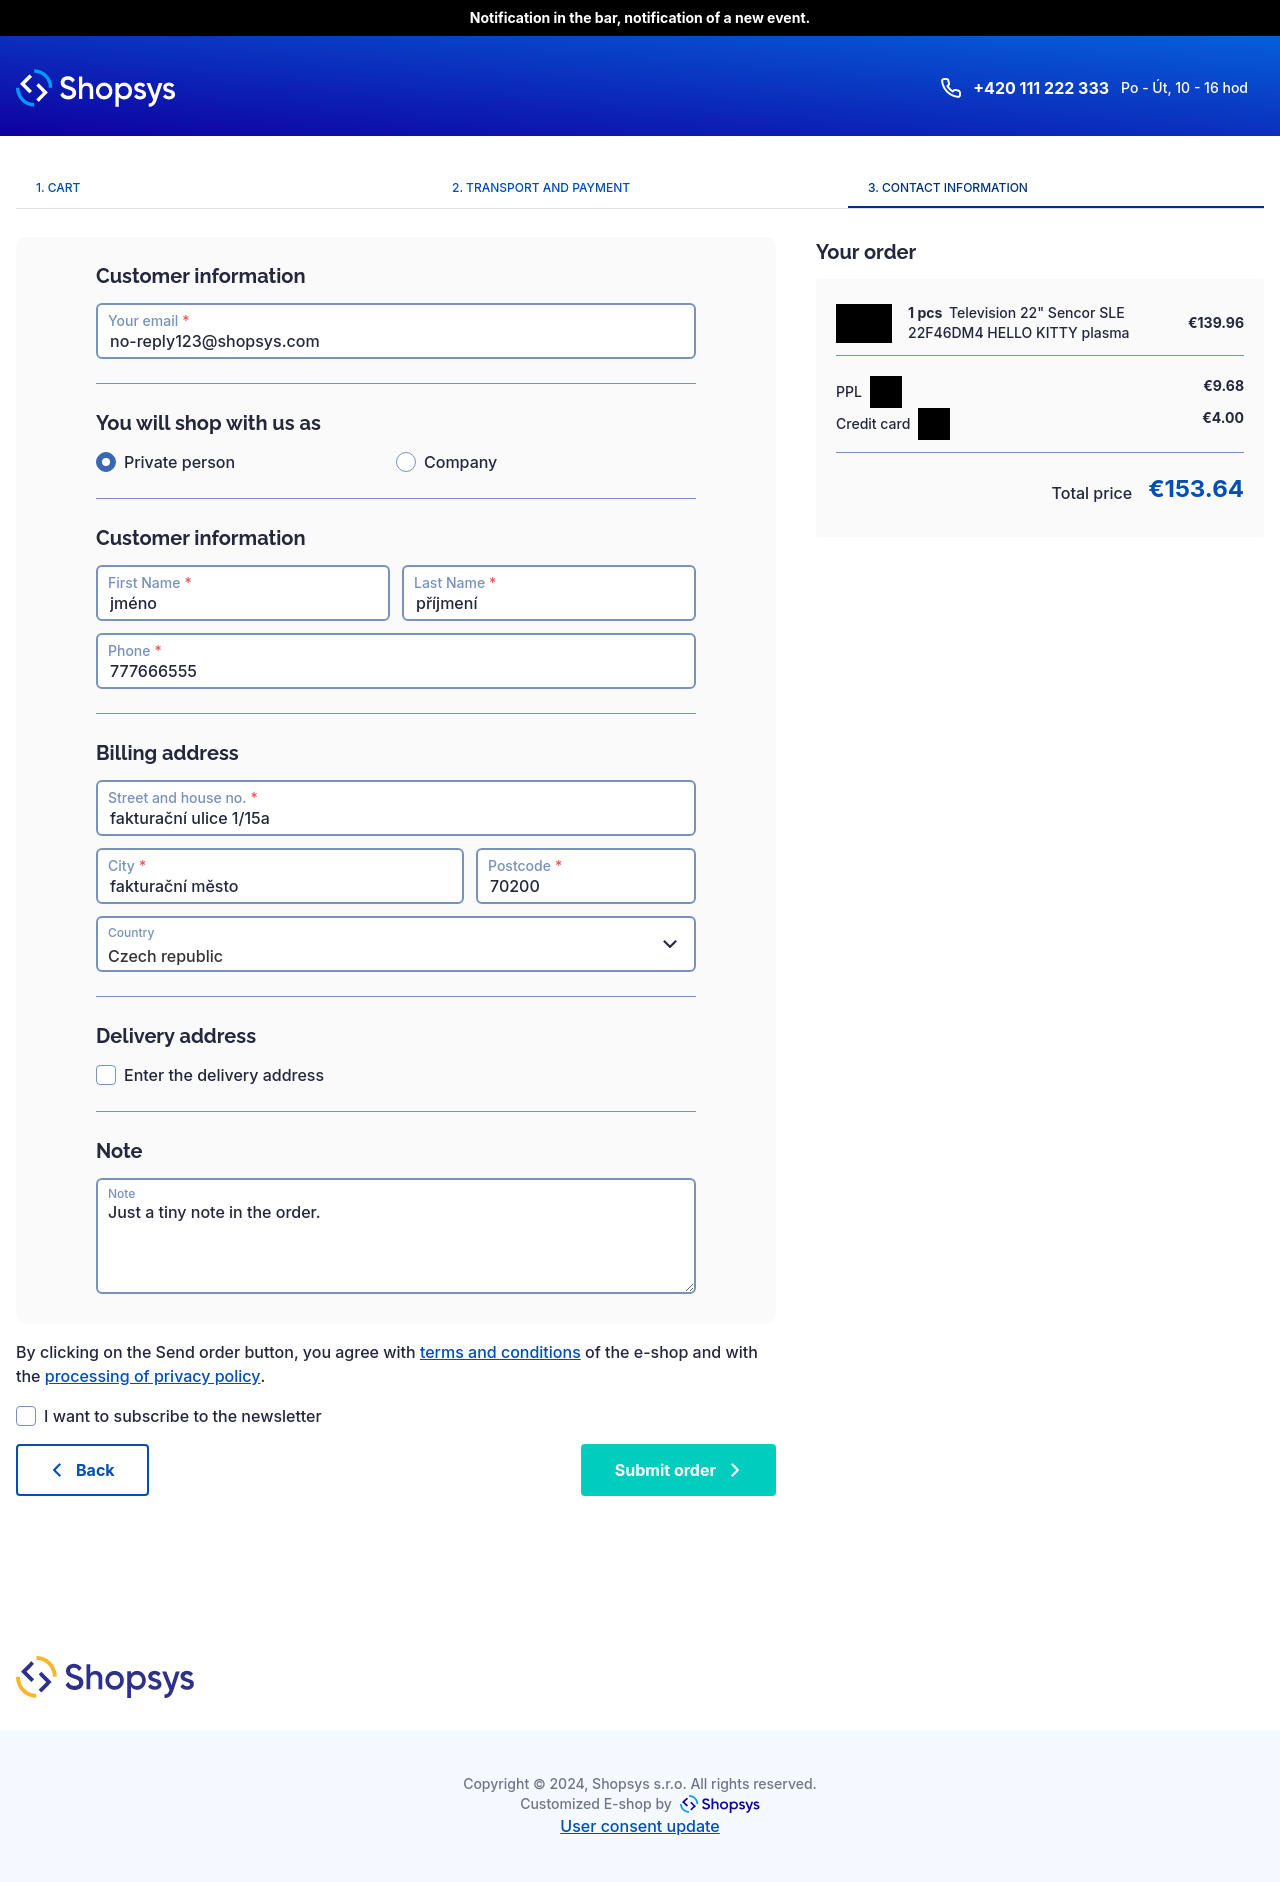 Notification in the bar, notification of a new event.
Shopsys
+420 111 222 333 Po - Út, 10 - 16 hod
1. CART
2. TRANSPORT AND PAYMENT
3. CONTACT INFORMATION
Customer information
Your email *
no-reply123@shopsys.com
You will shop with us as
Private person
Company
Customer information
First Name *
jméno
Last Name *
příjmení
Phone *
777666555
Billing address
Street and house no. *
fakturační ulice 1/15a
City *
fakturační město
Postcode *
70200
Country
Czech republic
Delivery address
Enter the delivery address
Note
Note
Just a tiny note in the order.
Your order
1 pcs Television 22" Sencor SLE
22F46DM4 HELLO KITTY plasma
€139.96
PPL
€9.68
Credit card
€4.00
Total price €153.64
By clicking on the Send order button, you agree with terms and conditions of the e-shop and with
the processing of privacy policy.
I want to subscribe to the newsletter
Back
Submit order
Shopsys
Copyright © 2024, Shopsys s.r.o. All rights reserved.
Customized E-shop by Shopsys
User consent update